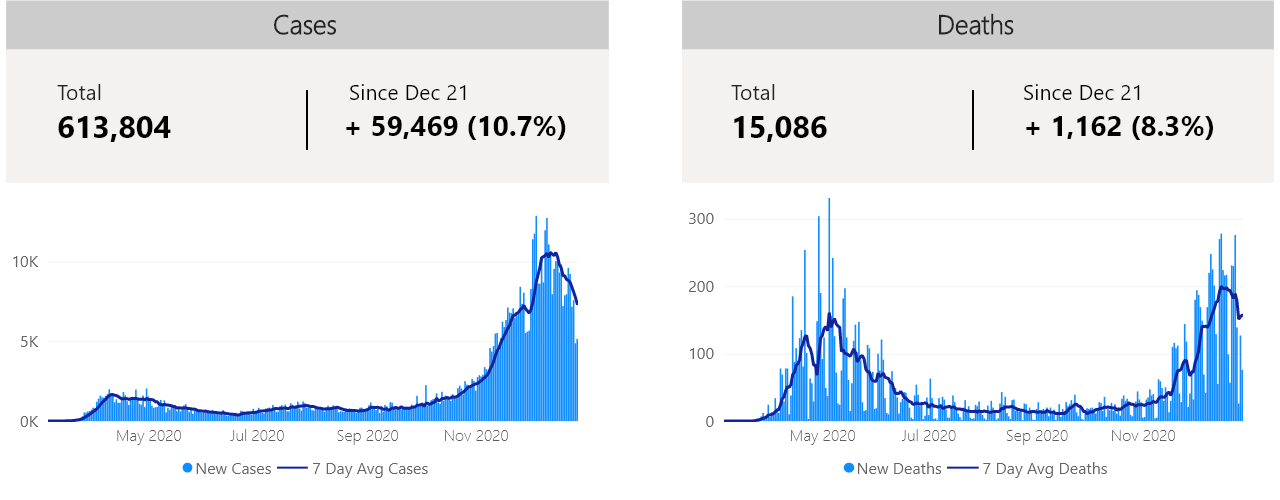 Cases
Total
613,804
Since Dec 21
+ 59,469 (10.7%)
10K
5K
0K
May 2020
Jul 2020
Sep 2020
Nov 2020
New Cases
7 Day Avg Cases
Deaths
Total
15,086
Since Dec 21
+ 1,162 (8.3%)
300
200
100
0
May 2020
Jul 2020
Sep 2020
Nov 2020
New Deaths
7 Day Avg Deaths